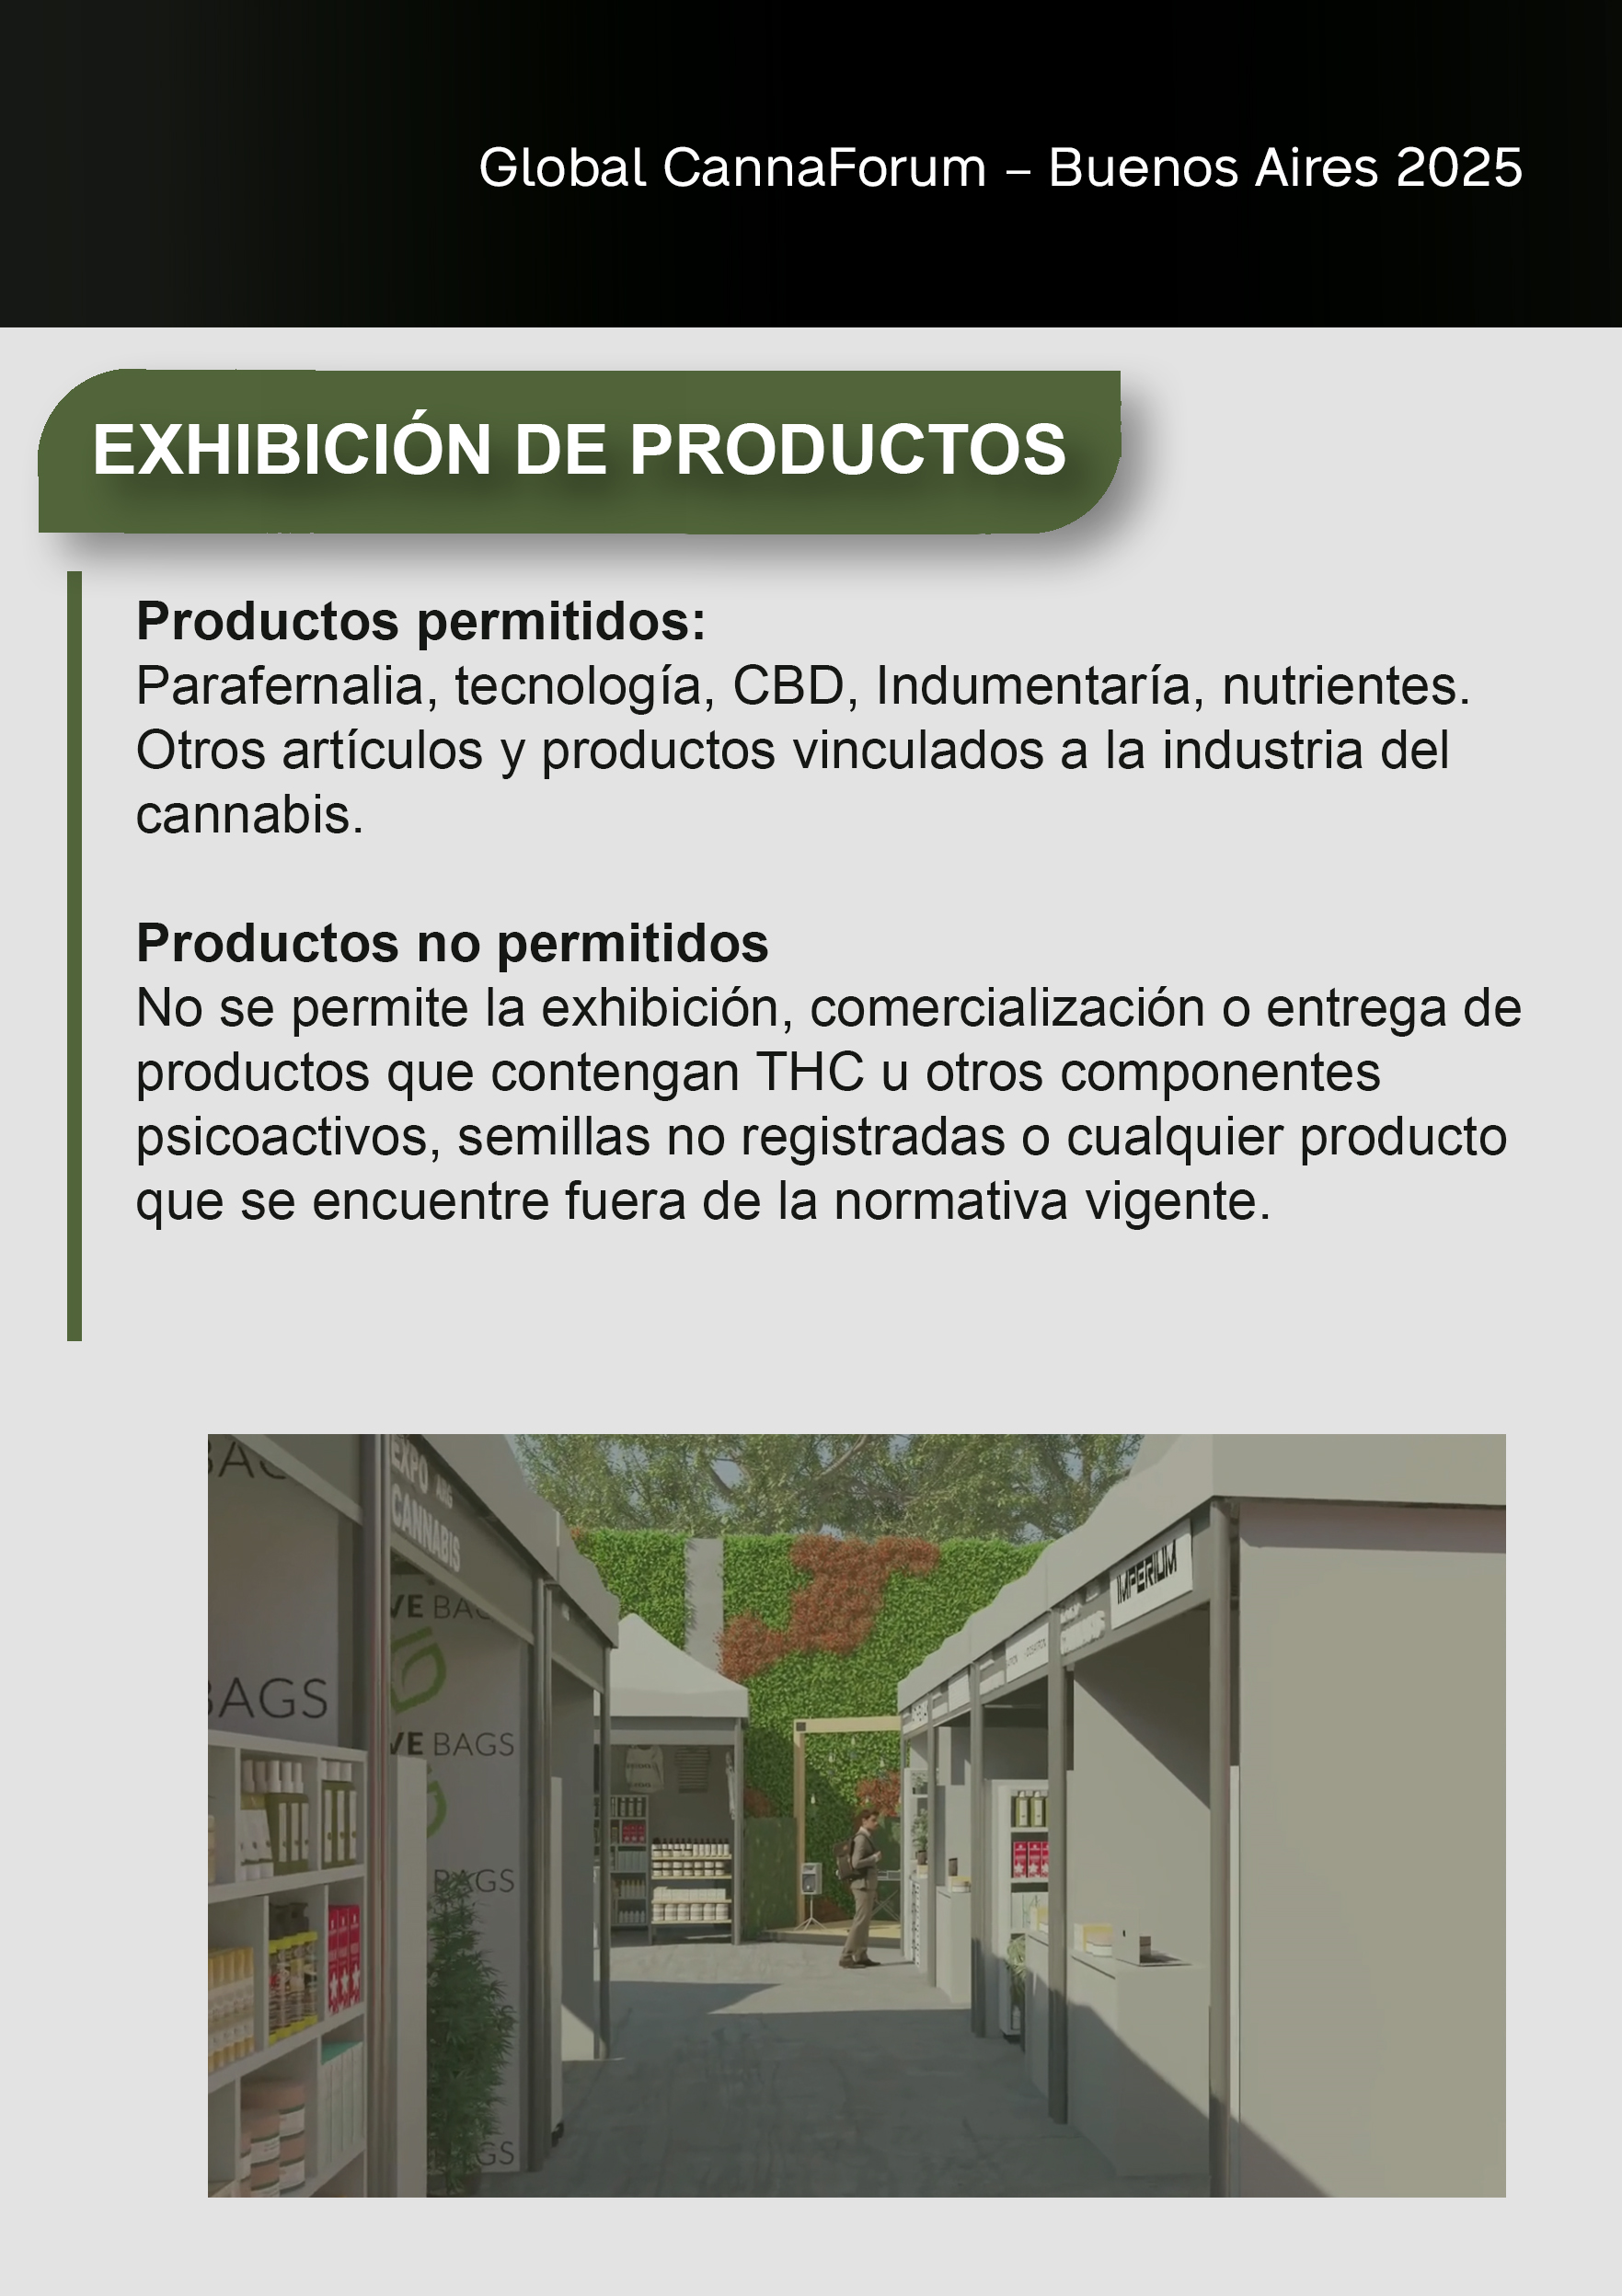 Global CannaForum – Buenos Aires 2025
EXHIBICIÓN DE PRODUCTOS
Productos permitidos:
Parafernalia, tecnología, CBD, Indumentaría, nutrientes.
Otros artículos y productos vinculados a la industria del
cannabis.
Productos no permitidos
No se permite la exhibición, comercialización o entrega de
productos que contengan THC u otros componentes
psicoactivos, semillas no registradas o cualquier producto
que se encuentre fuera de la normativa vigente.
EXPO ARG
CANNABIS
BAGS
BAGS
BAGS
IMPERIUM